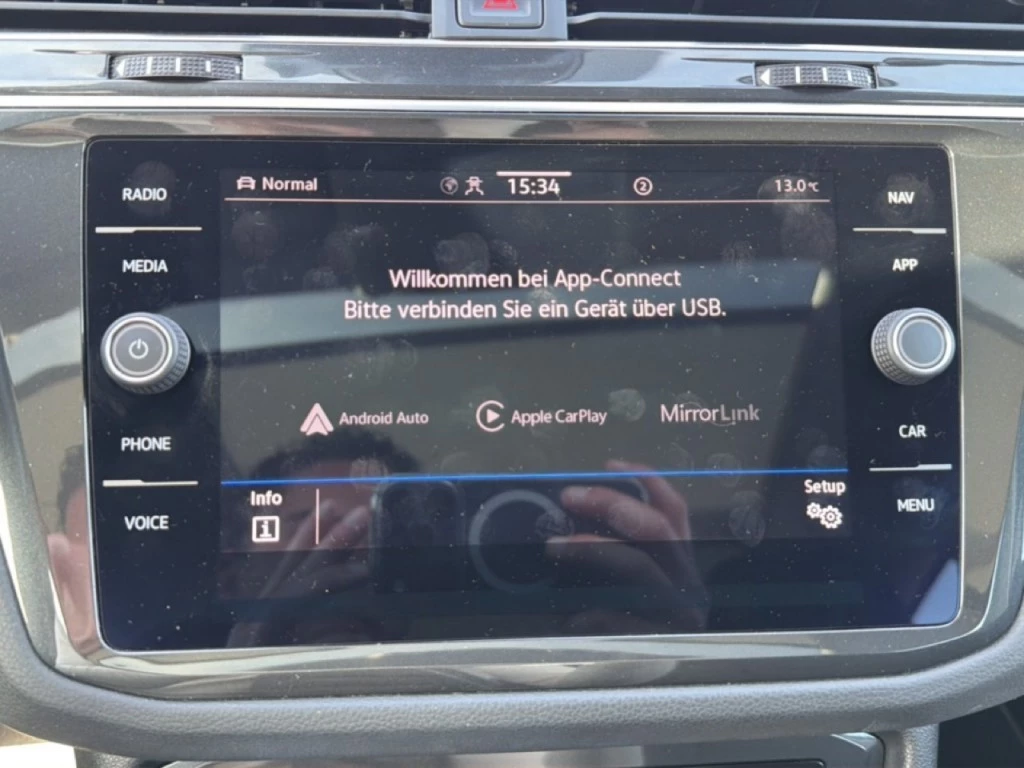 RADIO
MEDIA
PHONE
VOICE
Normal
15:34
2
13.0°C
Willkommen bei App-Connect
Bitte verbinden Sie ein Gerät über USB.
Android Auto
Apple CarPlay
MirrorLink
Info
i
Setup
NAV
APP
CAR
MENU